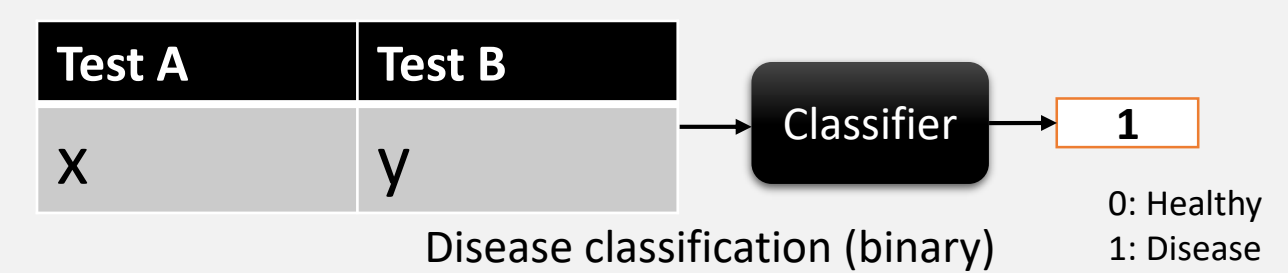 Test A Test B
x y
Classifier
1
0: Healthy
1: Disease
Disease classification (binary)